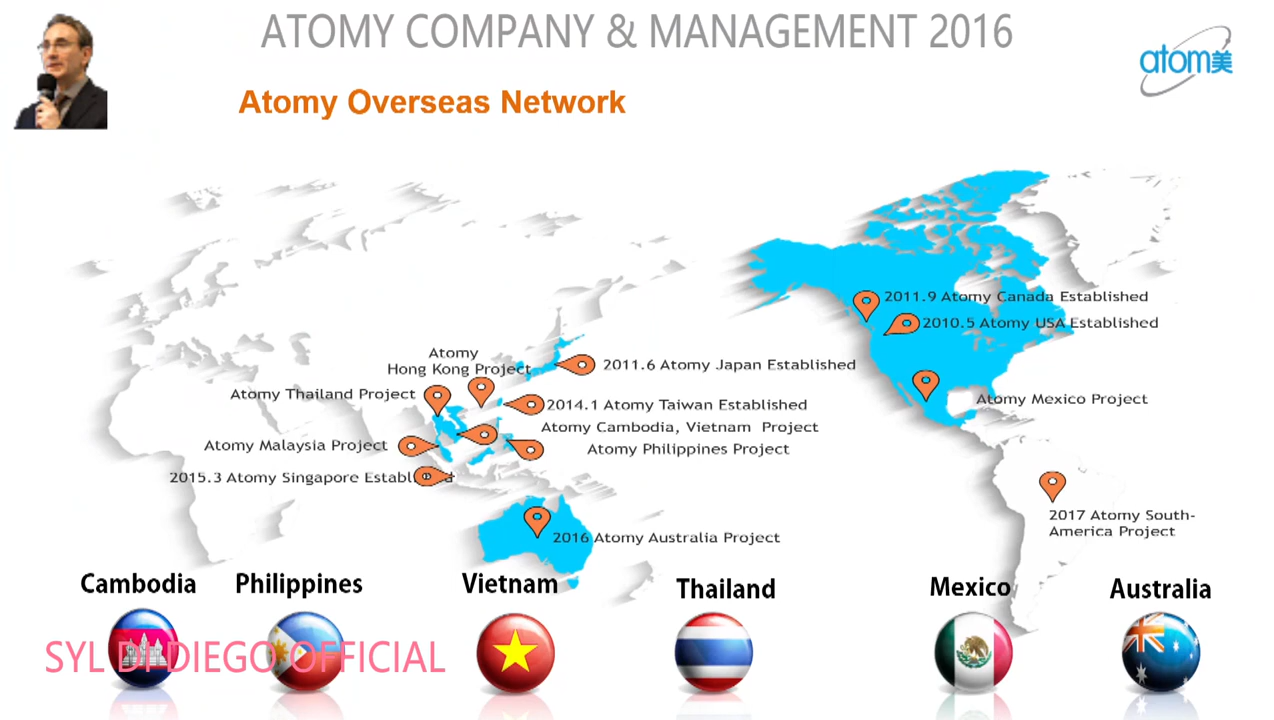 ATOMY COMPANY & MANAGEMENT 2016
atom美
Atomy Overseas Network
2011.9 Atomy Canada Established
2010.5 Atomy USA Established
Atomy
Hong Kong Project
2011.6 Atomy Japan Established
Atomy Thailand Project
Atomy Mexico Project
2014.1 Atomy Taiwan Established
Atomy Cambodia, Vietnam Project
Atomy Malaysia Project
Atomy Philippines Project
2015.3 Atomy Singapore Established
2017 Atomy South-
America Project
2016 Atomy Australia Project
Cambodia
Philippines
Vietnam
Thailand
Mexico
Australia
SYL DI DIEGO OFFICIAL